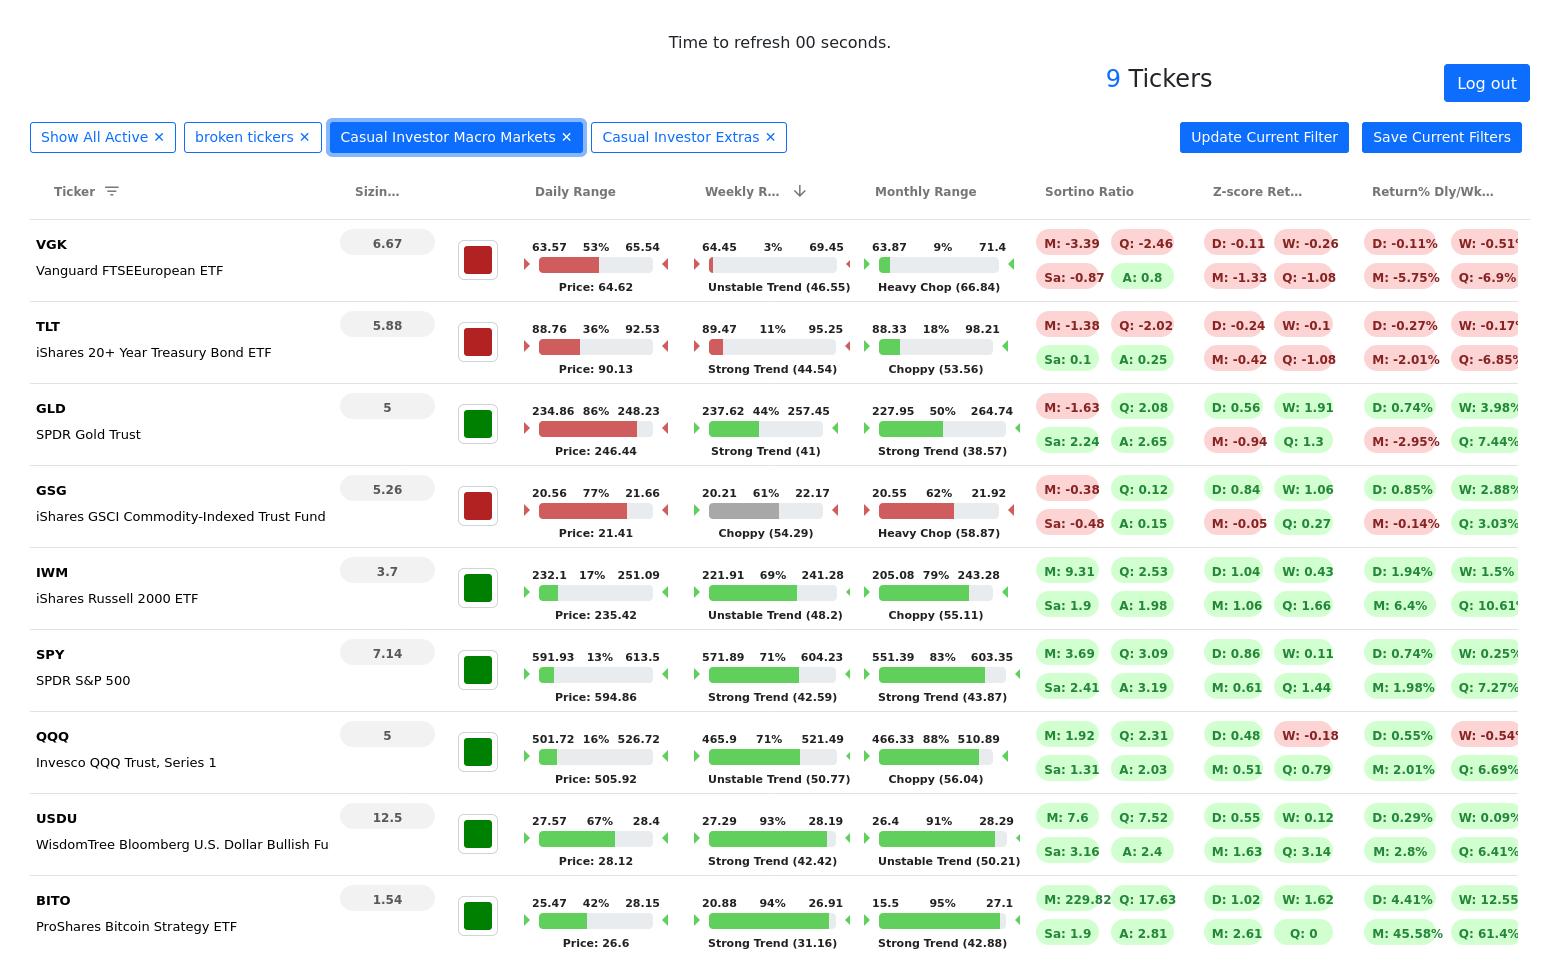 Time to refresh 00 seconds.
9 Tickers
Log out
Show All Active ✕ broken tickers ✕ Casual Investor Macro Markets ✕ Casual Investor Extras ✕ Update Current Filter Save Current Filters
Ticker Sizin... Daily Range Weekly R... Monthly Range Sortino Ratio Z-score Ret... Return% Dly/Wk...
VGK 6.67 63.57 53% 65.54 64.45 3% 69.45 63.87 9% 71.4 M: -3.39 Q: -2.46 D: -0.11 W: -0.26 D: -0.11% W: -0.51%
Vanguard FTSEEuropean ETF Price: 64.62 Unstable Trend (46.55) Heavy Chop (66.84) Sa: -0.87 A: 0.8 M: -1.33 Q: -1.08 M: -5.75% Q: -6.9%
TLT 5.88 88.76 36% 92.53 89.47 11% 95.25 88.33 18% 98.21 M: -1.38 Q: -2.02 D: -0.24 W: -0.1 D: -0.27% W: -0.17%
iShares 20+ Year Treasury Bond ETF Price: 90.13 Strong Trend (44.54) Choppy (53.56) Sa: 0.1 A: 0.25 M: -0.42 Q: -1.08 M: -2.01% Q: -6.85%
GLD 5 234.86 86% 248.23 237.62 44% 257.45 227.95 50% 264.74 M: -1.63 Q: 2.08 D: 0.56 W: 1.91 D: 0.74% W: 3.98%
SPDR Gold Trust Price: 246.44 Strong Trend (41) Strong Trend (38.57) Sa: 2.24 A: 2.65 M: -0.94 Q: 1.3 M: -2.95% Q: 7.44%
GSG 5.26 20.56 77% 21.66 20.21 61% 22.17 20.55 62% 21.92 M: -0.38 Q: 0.12 D: 0.84 W: 1.06 D: 0.85% W: 2.88%
iShares GSCI Commodity-Indexed Trust Fund Price: 21.41 Choppy (54.29) Heavy Chop (58.87) Sa: -0.48 A: 0.15 M: -0.05 Q: 0.27 M: -0.14% Q: 3.03%
IWM 3.7 232.1 17% 251.09 221.91 69% 241.28 205.08 79% 243.28 M: 9.31 Q: 2.53 D: 1.04 W: 0.43 D: 1.94% W: 1.5%
iShares Russell 2000 ETF Price: 235.42 Unstable Trend (48.2) Choppy (55.11) Sa: 1.9 A: 1.98 M: 1.06 Q: 1.66 M: 6.4% Q: 10.61%
SPY 7.14 591.93 13% 613.5 571.89 71% 604.23 551.39 83% 603.35 M: 3.69 Q: 3.09 D: 0.86 W: 0.11 D: 0.74% W: 0.25%
SPDR S&P 500 Price: 594.86 Strong Trend (42.59) Strong Trend (43.87) Sa: 2.41 A: 3.19 M: 0.61 Q: 1.44 M: 1.98% Q: 7.27%
QQQ 5 501.72 16% 526.72 465.9 71% 521.49 466.33 88% 510.89 M: 1.92 Q: 2.31 D: 0.48 W: -0.18 D: 0.55% W: -0.54%
Invesco QQQ Trust, Series 1 Price: 505.92 Unstable Trend (50.77) Choppy (56.04) Sa: 1.31 A: 2.03 M: 0.51 Q: 0.79 M: 2.01% Q: 6.69%
USDU 12.5 27.57 67% 28.4 27.29 93% 28.19 26.4 91% 28.29 M: 7.6 Q: 7.52 D: 0.55 W: 0.12 D: 0.29% W: 0.09%
WisdomTree Bloomberg U.S. Dollar Bullish Fu Price: 28.12 Strong Trend (42.42) Unstable Trend (50.21) Sa: 3.16 A: 2.4 M: 1.63 Q: 3.14 M: 2.8% Q: 6.41%
BITO 1.54 25.47 42% 28.15 20.88 94% 26.91 15.5 95% 27.1 M: 229.82 Q: 17.63 D: 1.02 W: 1.62 D: 4.41% W: 12.55
ProShares Bitcoin Strategy ETF Price: 26.6 Strong Trend (31.16) Strong Trend (42.88) Sa: 1.9 A: 2.81 M: 2.61 Q: 0 M: 45.58% Q: 61.4%